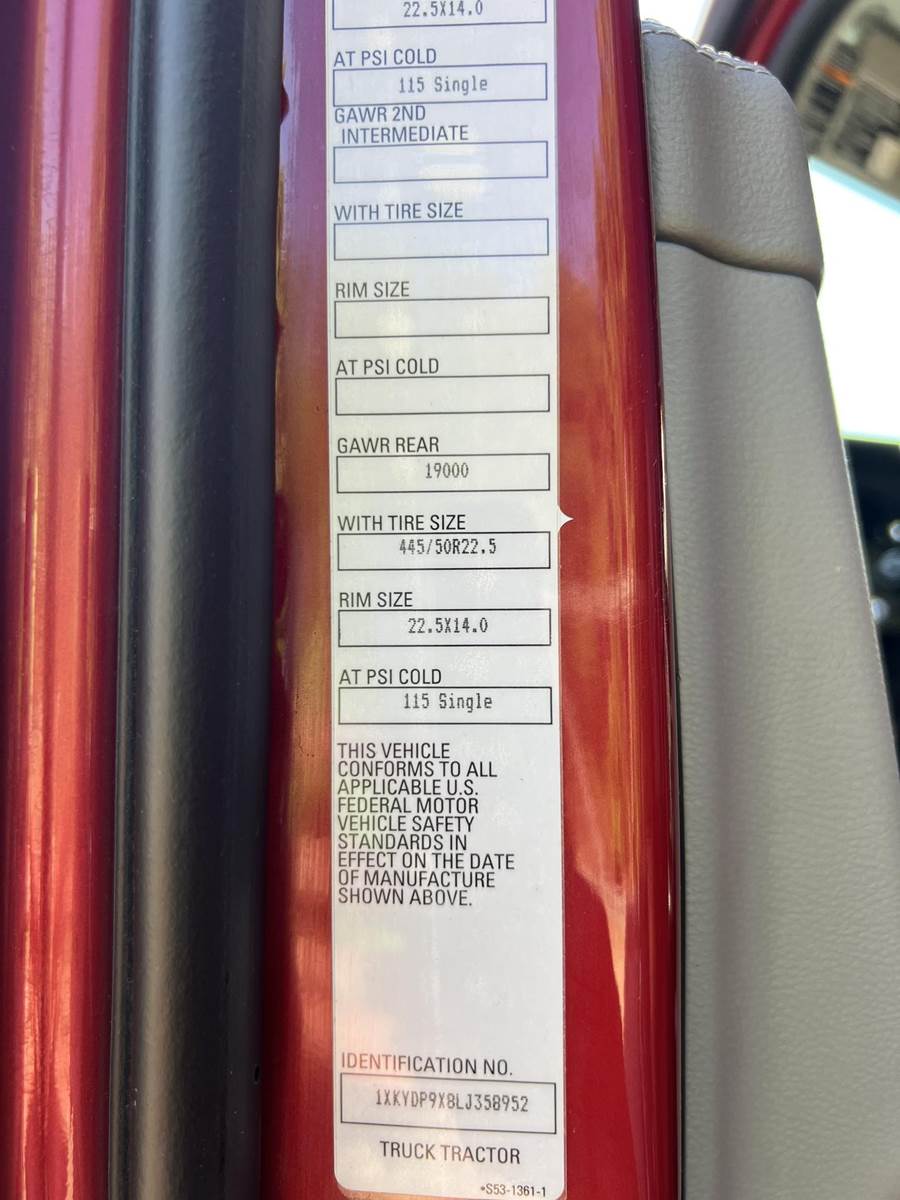 22.5X14.0
AT PSI COLD
115 Single
GAWR 2ND
INTERMEDIATE
WITH TIRE SIZE
RIM SIZE
AT PSI COLD
GAWR REAR
19000
WITH TIRE SIZE
445/50R22.5
RIM SIZE
22.5X14.0
AT PSI COLD
115 Single
THIS VEHICLE
CONFORMS TO ALL
APPLICABLE U.S.
FEDERAL MOTOR
VEHICLE SAFETY
STANDARDS IN
EFFECT ON THE DATE
OF MANUFACTURE
SHOWN ABOVE.
IDENTIFICATION NO.
1XKYDP9X8LJ358952
TRUCK TRACTOR
*S53-1361-1